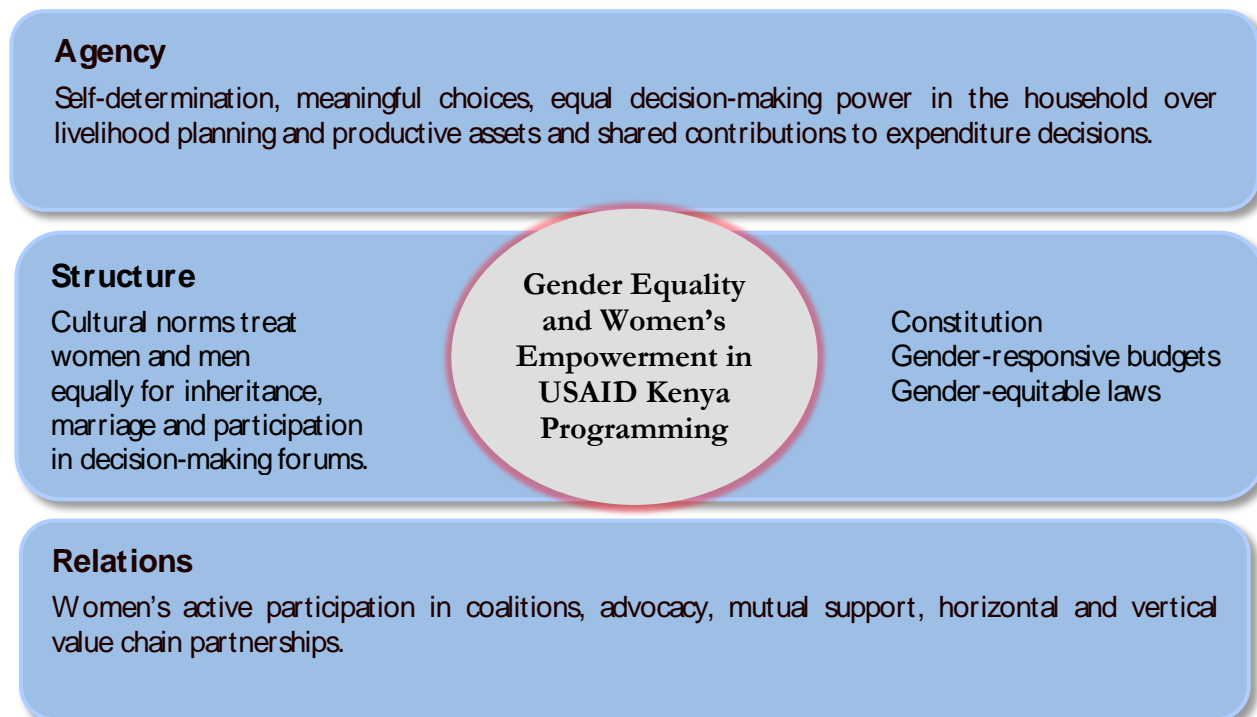 Agency
Self-determination, meaningful choices, equal decision-making power in the household over
livelihood planning and productive assets and shared contributions to expenditure decisions.
Structure
Cultural norms treat
women and men
equally for inheritance,
marriage and participation
in decision-making forums.
Gender Equality
and Women’s
Empowerment in
USAID Kenya
Programming
Constitution
Gender-responsive budgets
Gender-equitable laws
Relations
Women’s active participation in coalitions, advocacy, mutual support, horizontal and vertical
value chain partnerships.